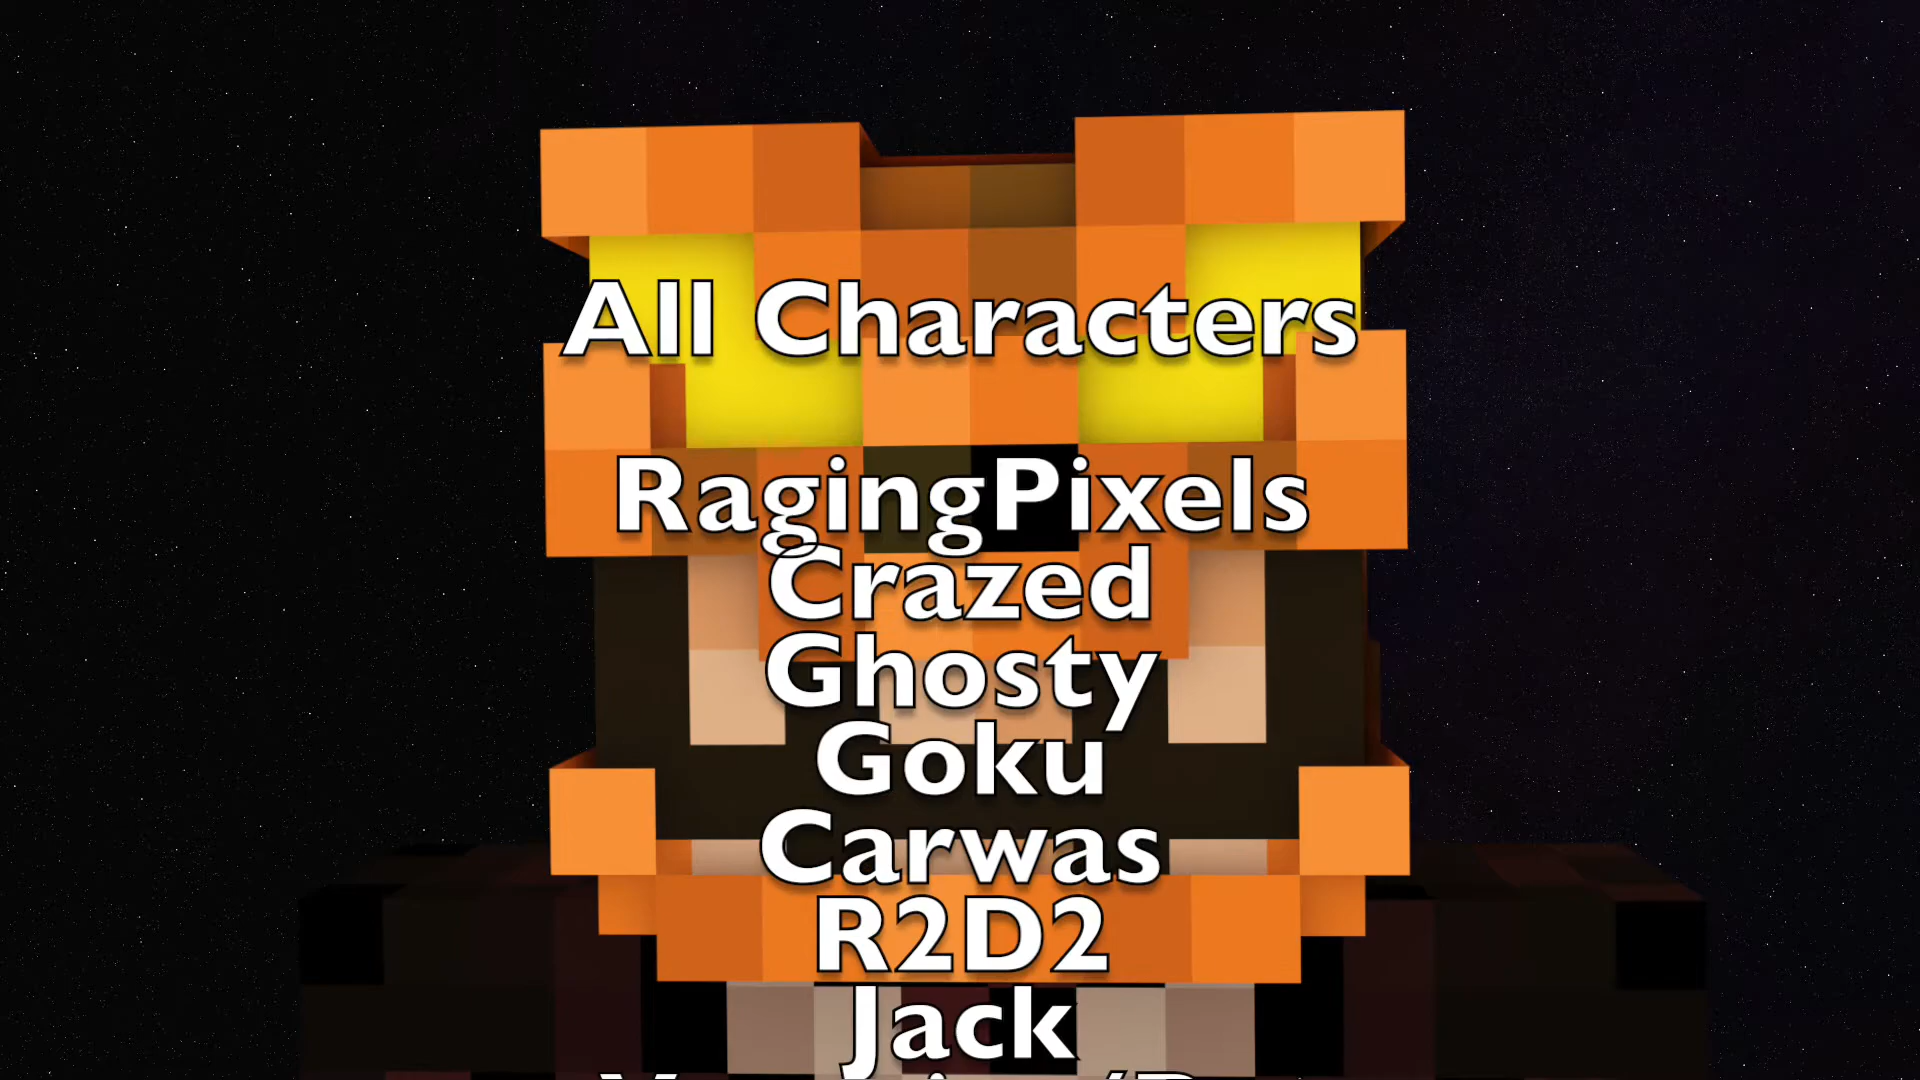 All Characters
RagingPixels
Crazed
Ghosty
Goku
Carwas
R2D2
Jack